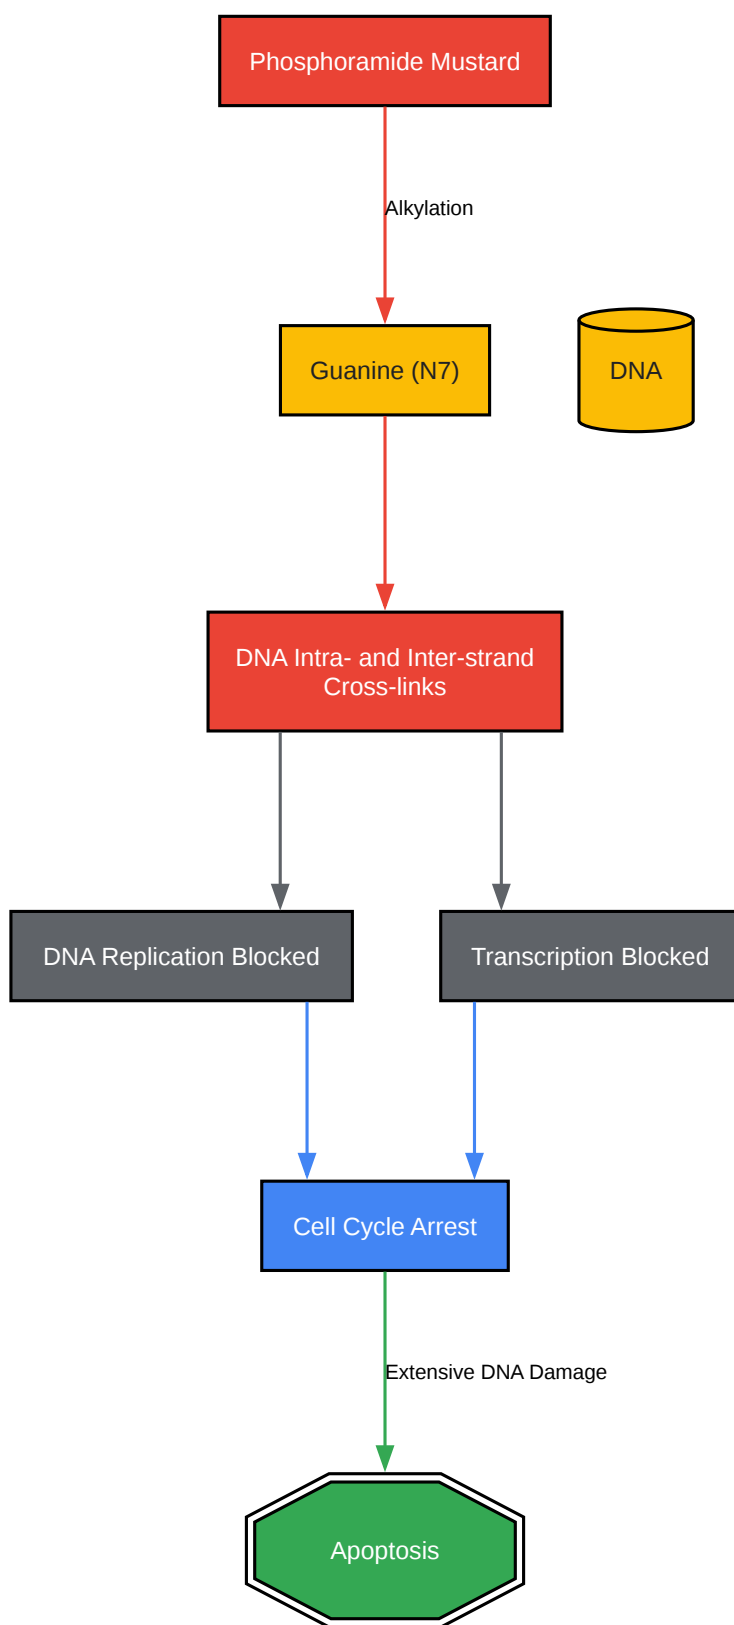 Phosphoramide Mustard
Alkylation
Guanine (N7)
DNA
DNA Intra- and Inter-strand
Cross-links
DNA Replication Blocked
Transcription Blocked
Cell Cycle Arrest
Extensive DNA Damage
Apoptosis